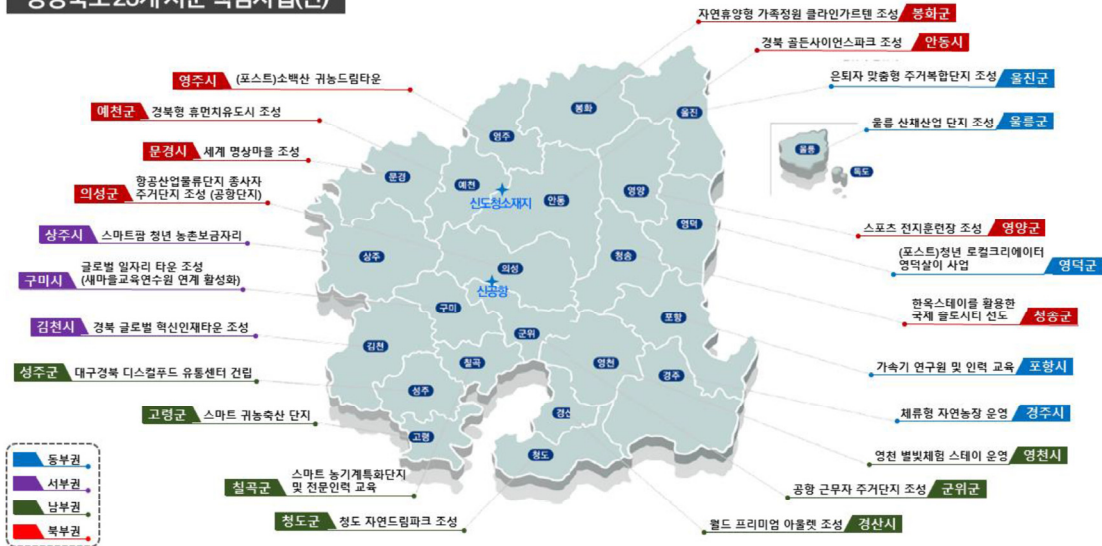 자연휴양형 가족정원 클라인가르텐 조성 봉화군
경북 골든사이언스파크 조성 안동시
은퇴자 맞춤형 주거복합단지 조성 울진군
울릉 산채산업 단지 조성 울릉군
영주시 (포스트)소백산 귀농드림타운
예천군 경북형 휴먼치유도시 조성
문경시 세계 명상마을 조성
의성군 항공산업물류단지 종사자
주거단지 조성 (공항단지)
상주시 스마트팜 청년 농촌보금자리
구미시 글로벌 일자리 타운 조성
(새마을교육연수원 연계 활성화)
김천시 경북 글로벌 혁신인재타운 조성
성주군 대구경북 디스컬푸드 유통센터 건립
고령군 스마트 귀농축산 단지
칠곡군 스마트 농기계특화단지
및 전문인력 교육
청도군 청도 자연드림파크 조성
스포츠 전지훈련장 조성 영양군
(포스트)청년 로컬크리에이터
영덕살이 사업 영덕군
한옥스테이를 활용한
국제 슬로시티 선도 청송군
가속기 연구원 및 인력 교육 포항시
체류형 자연농장 운영 경주시
영천 별빛체험 스테이 운영 영천시
공항 근무자 주거단지 조성 군위군
월드 프리미엄 아울렛 조성 경산시
봉화
울진
영주
울릉
독도
문경
예천
신도청소재지
안동
영양
영덕
상주
의성
신공항
청송
구미
군위
포항
김천
칠곡
영천
경주
성주
경산
고령
청도
동부권
서부권
남부권
북부권